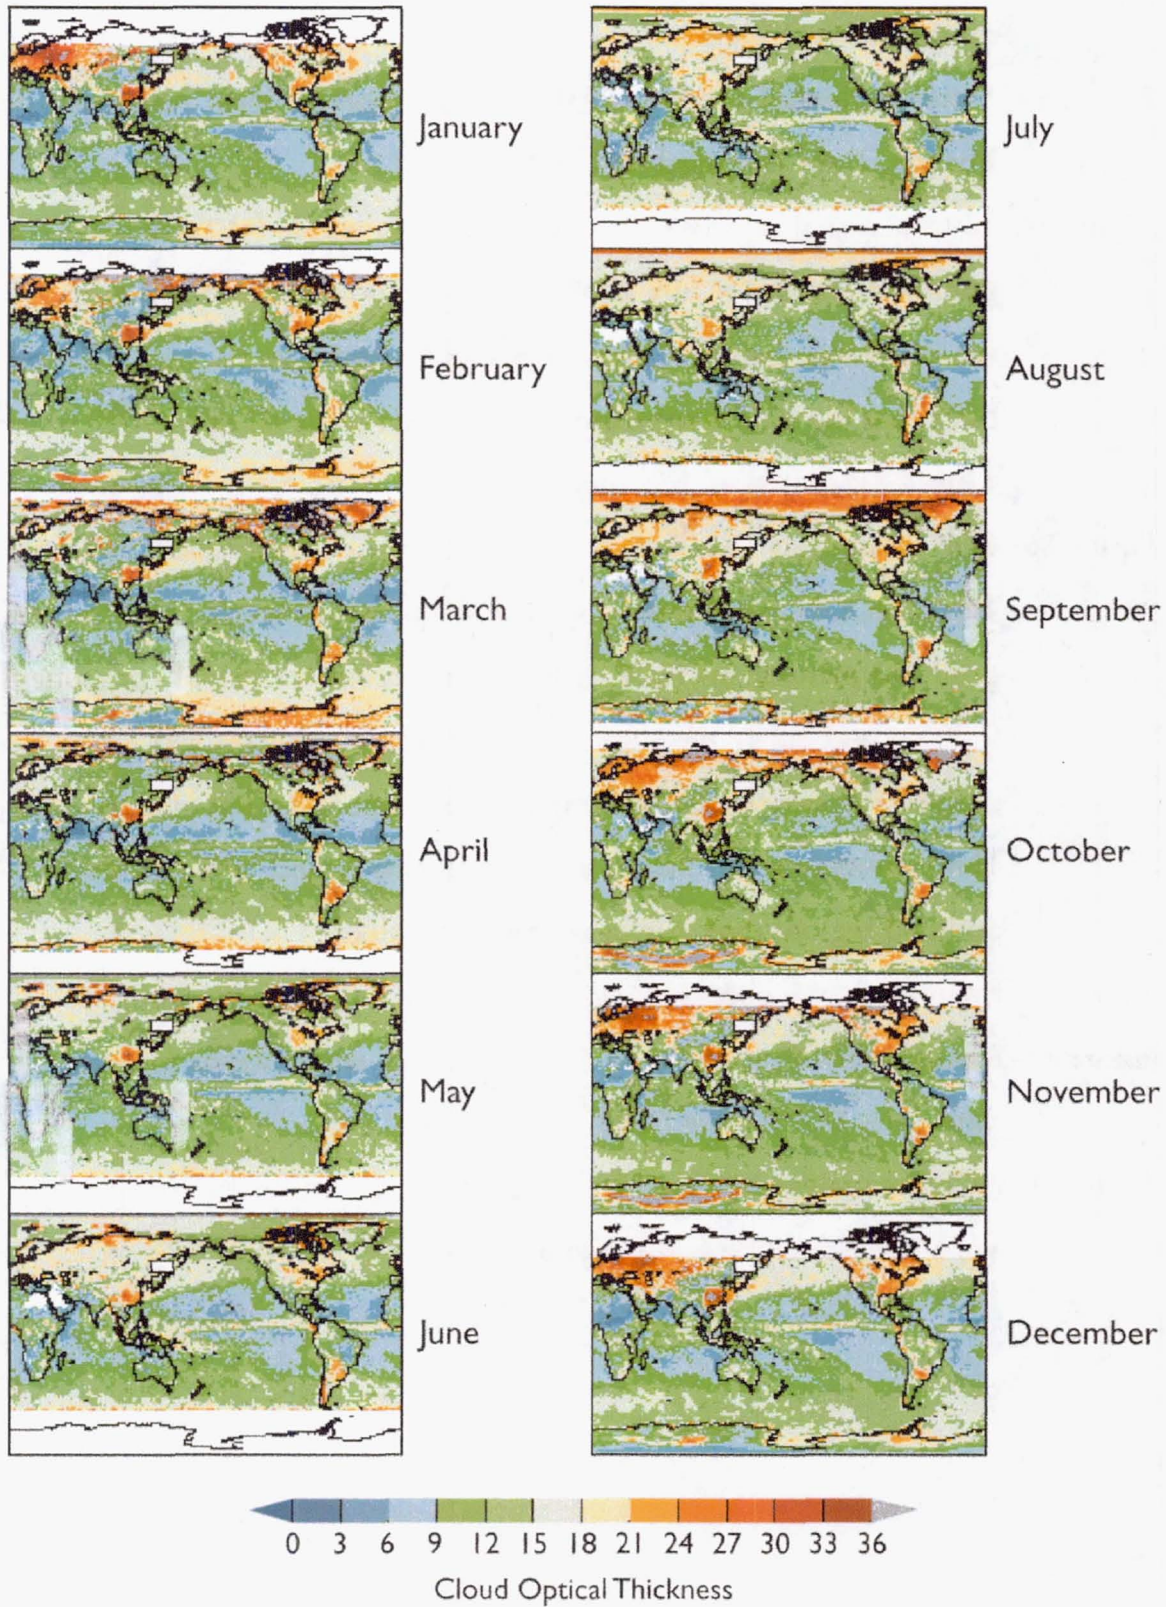 January
July
February
August
March
September
April
October
May
November
June
December
0 3 6 9 12 15 18 21 24 27 30 33 36
Cloud Optical Thickness